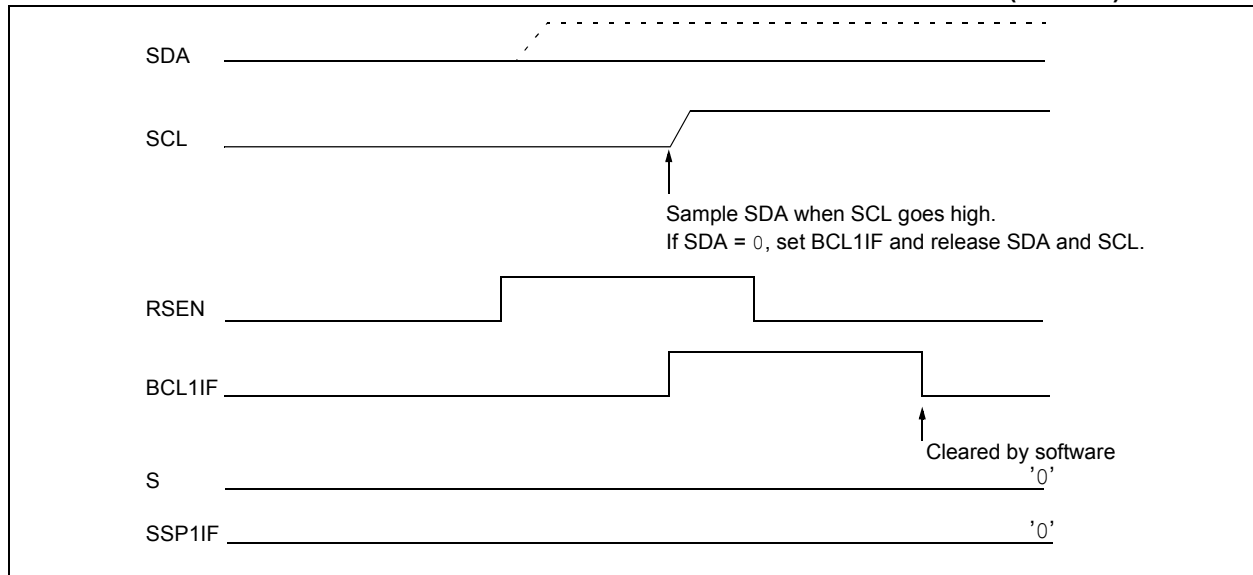 SDA
SCL
Sample SDA when SCL goes high.
If SDA = 0, set BCL1IF and release SDA and SCL.
RSEN
BCL1IF
Cleared by software
S
'0'
SSP1IF
'0'